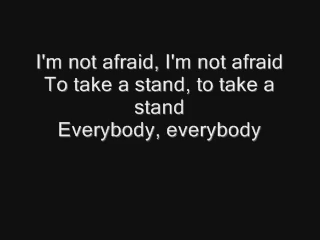 I'm not afraid, I'm not afraid
To take a stand, to take a
stand
Everybody, everybody